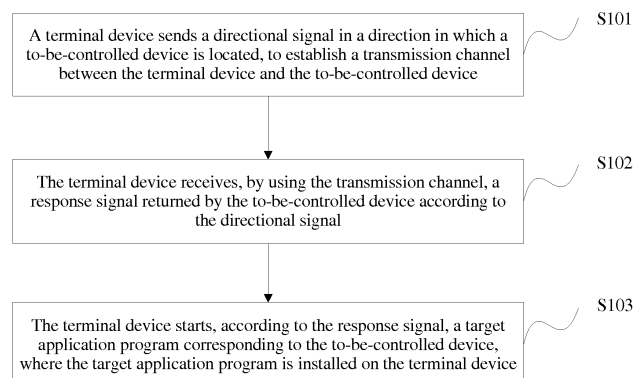 A terminal device sends a directional signal in a direction in which a
to-be-controlled device is located, to establish a transmission channel
between the terminal device and the to-be-controlled device
S101
The terminal device receives, by using the transmission channel, a
response signal returned by the to-be-controlled device according to
the directional signal
S102
The terminal device starts, according to the response signal, a target
application program corresponding to the to-be-controlled device,
where the target application program is installed on the terminal device
S103